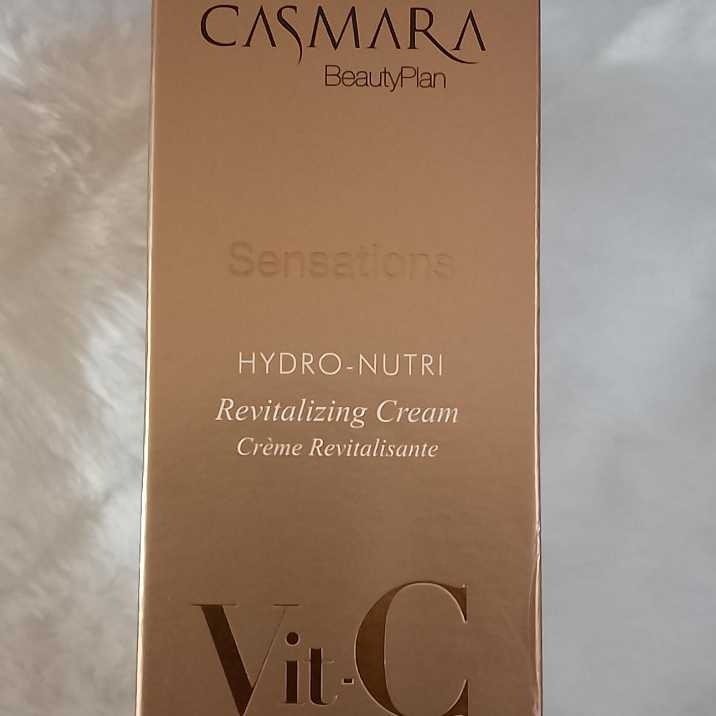 CASMARA
BeautyPlan
Sensations
HYDRO-NUTRI
Revitalizing Cream
Crème Revitalisante
Vit-C